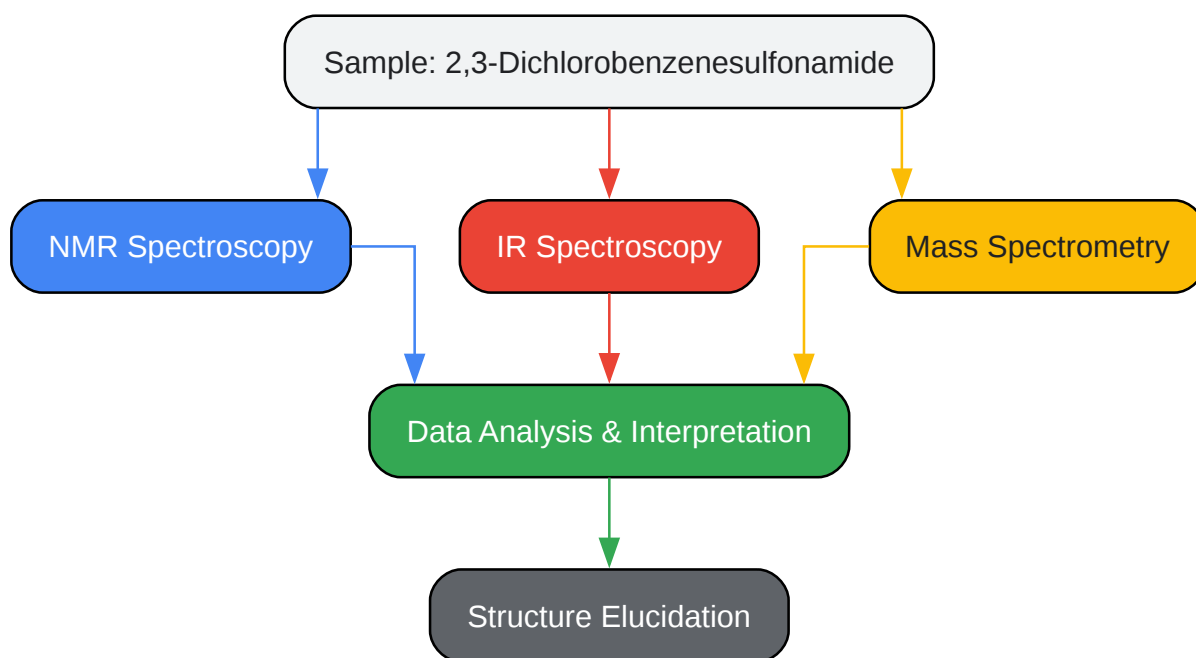 Sample: 2,3-Dichlorobenzenesulfonamide
NMR Spectroscopy
IR Spectroscopy
Mass Spectrometry
Data Analysis & Interpretation
Structure Elucidation